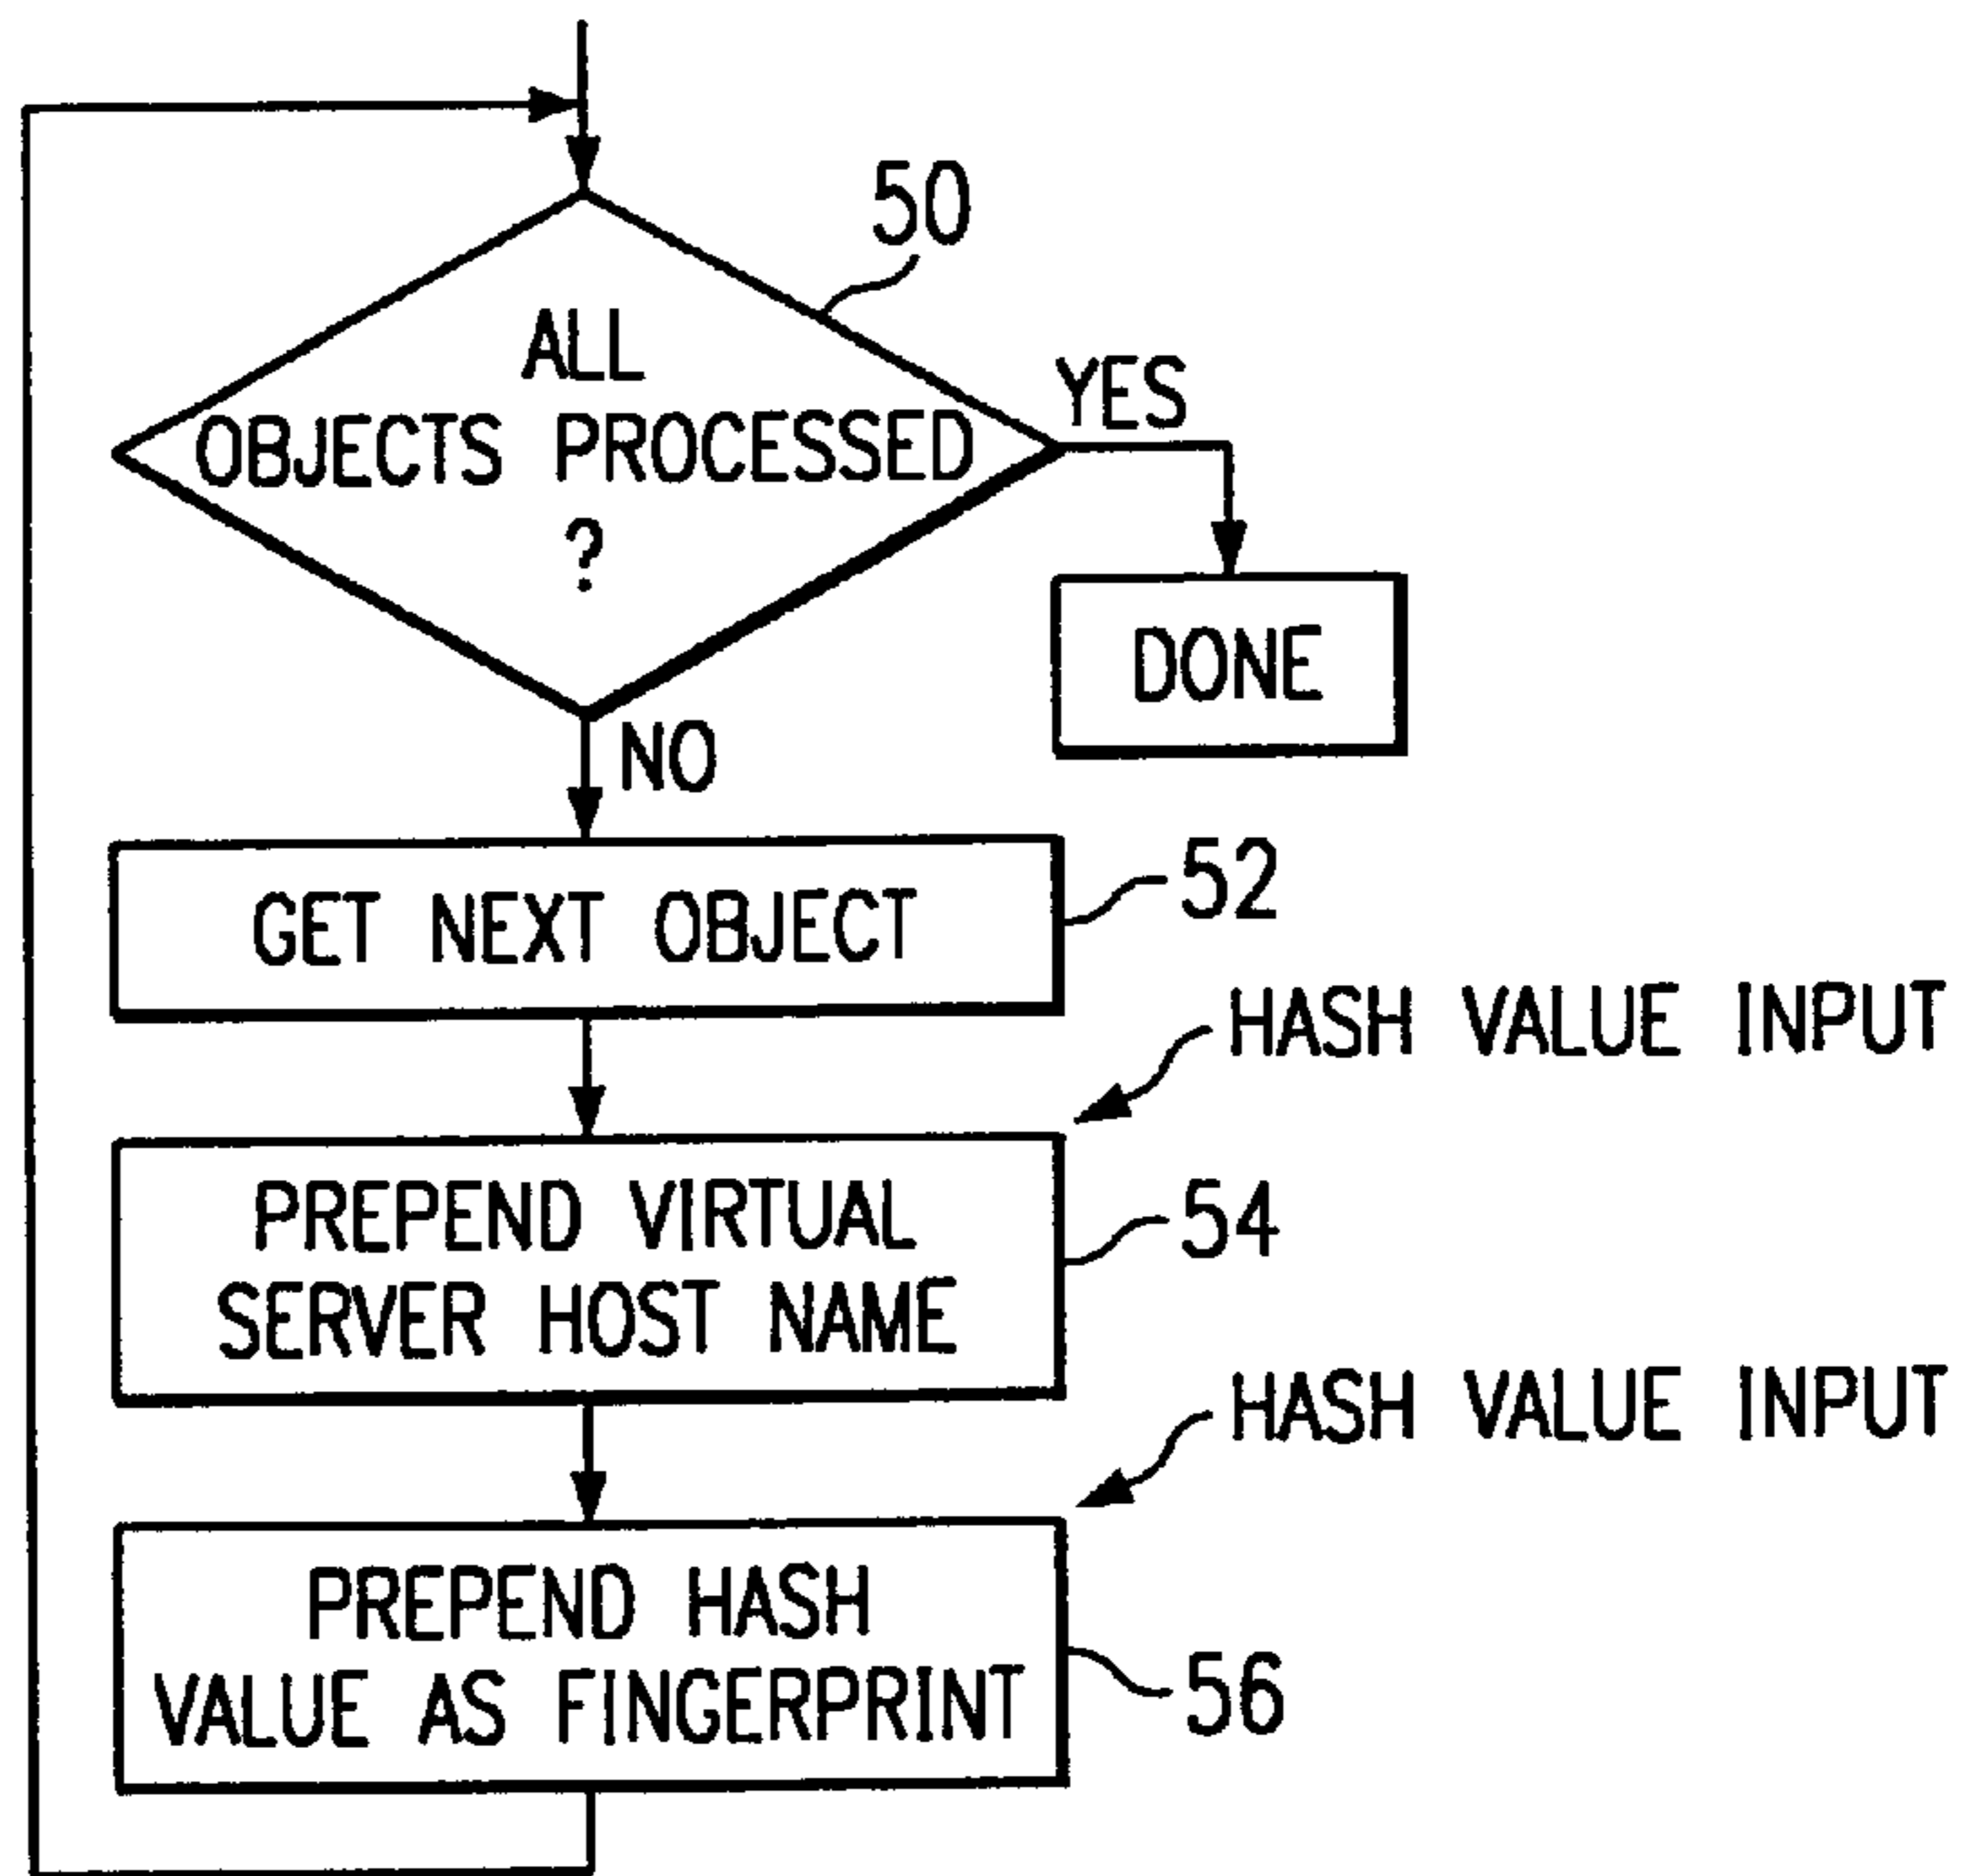 50
ALL
OBJECTS PROCESSED
?
YES
DONE
NO
GET NEXT OBJECT
52
HASH VALUE INPUT
PREPEND VIRTUAL
SERVER HOST NAME
54
HASH VALUE INPUT
PREPEND HASH
VALUE AS FINGERPRINT
56